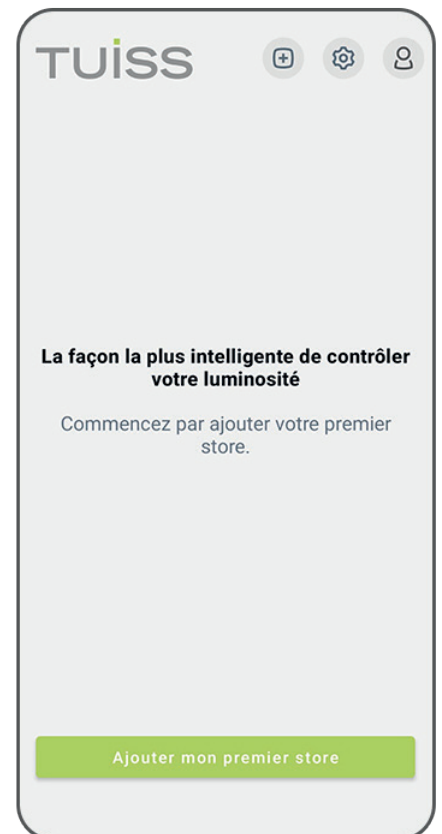 TUiSS
La façon la plus intelligente de contrôler
votre luminosité
Commencez par ajouter votre premier
store.
Ajouter mon premier store